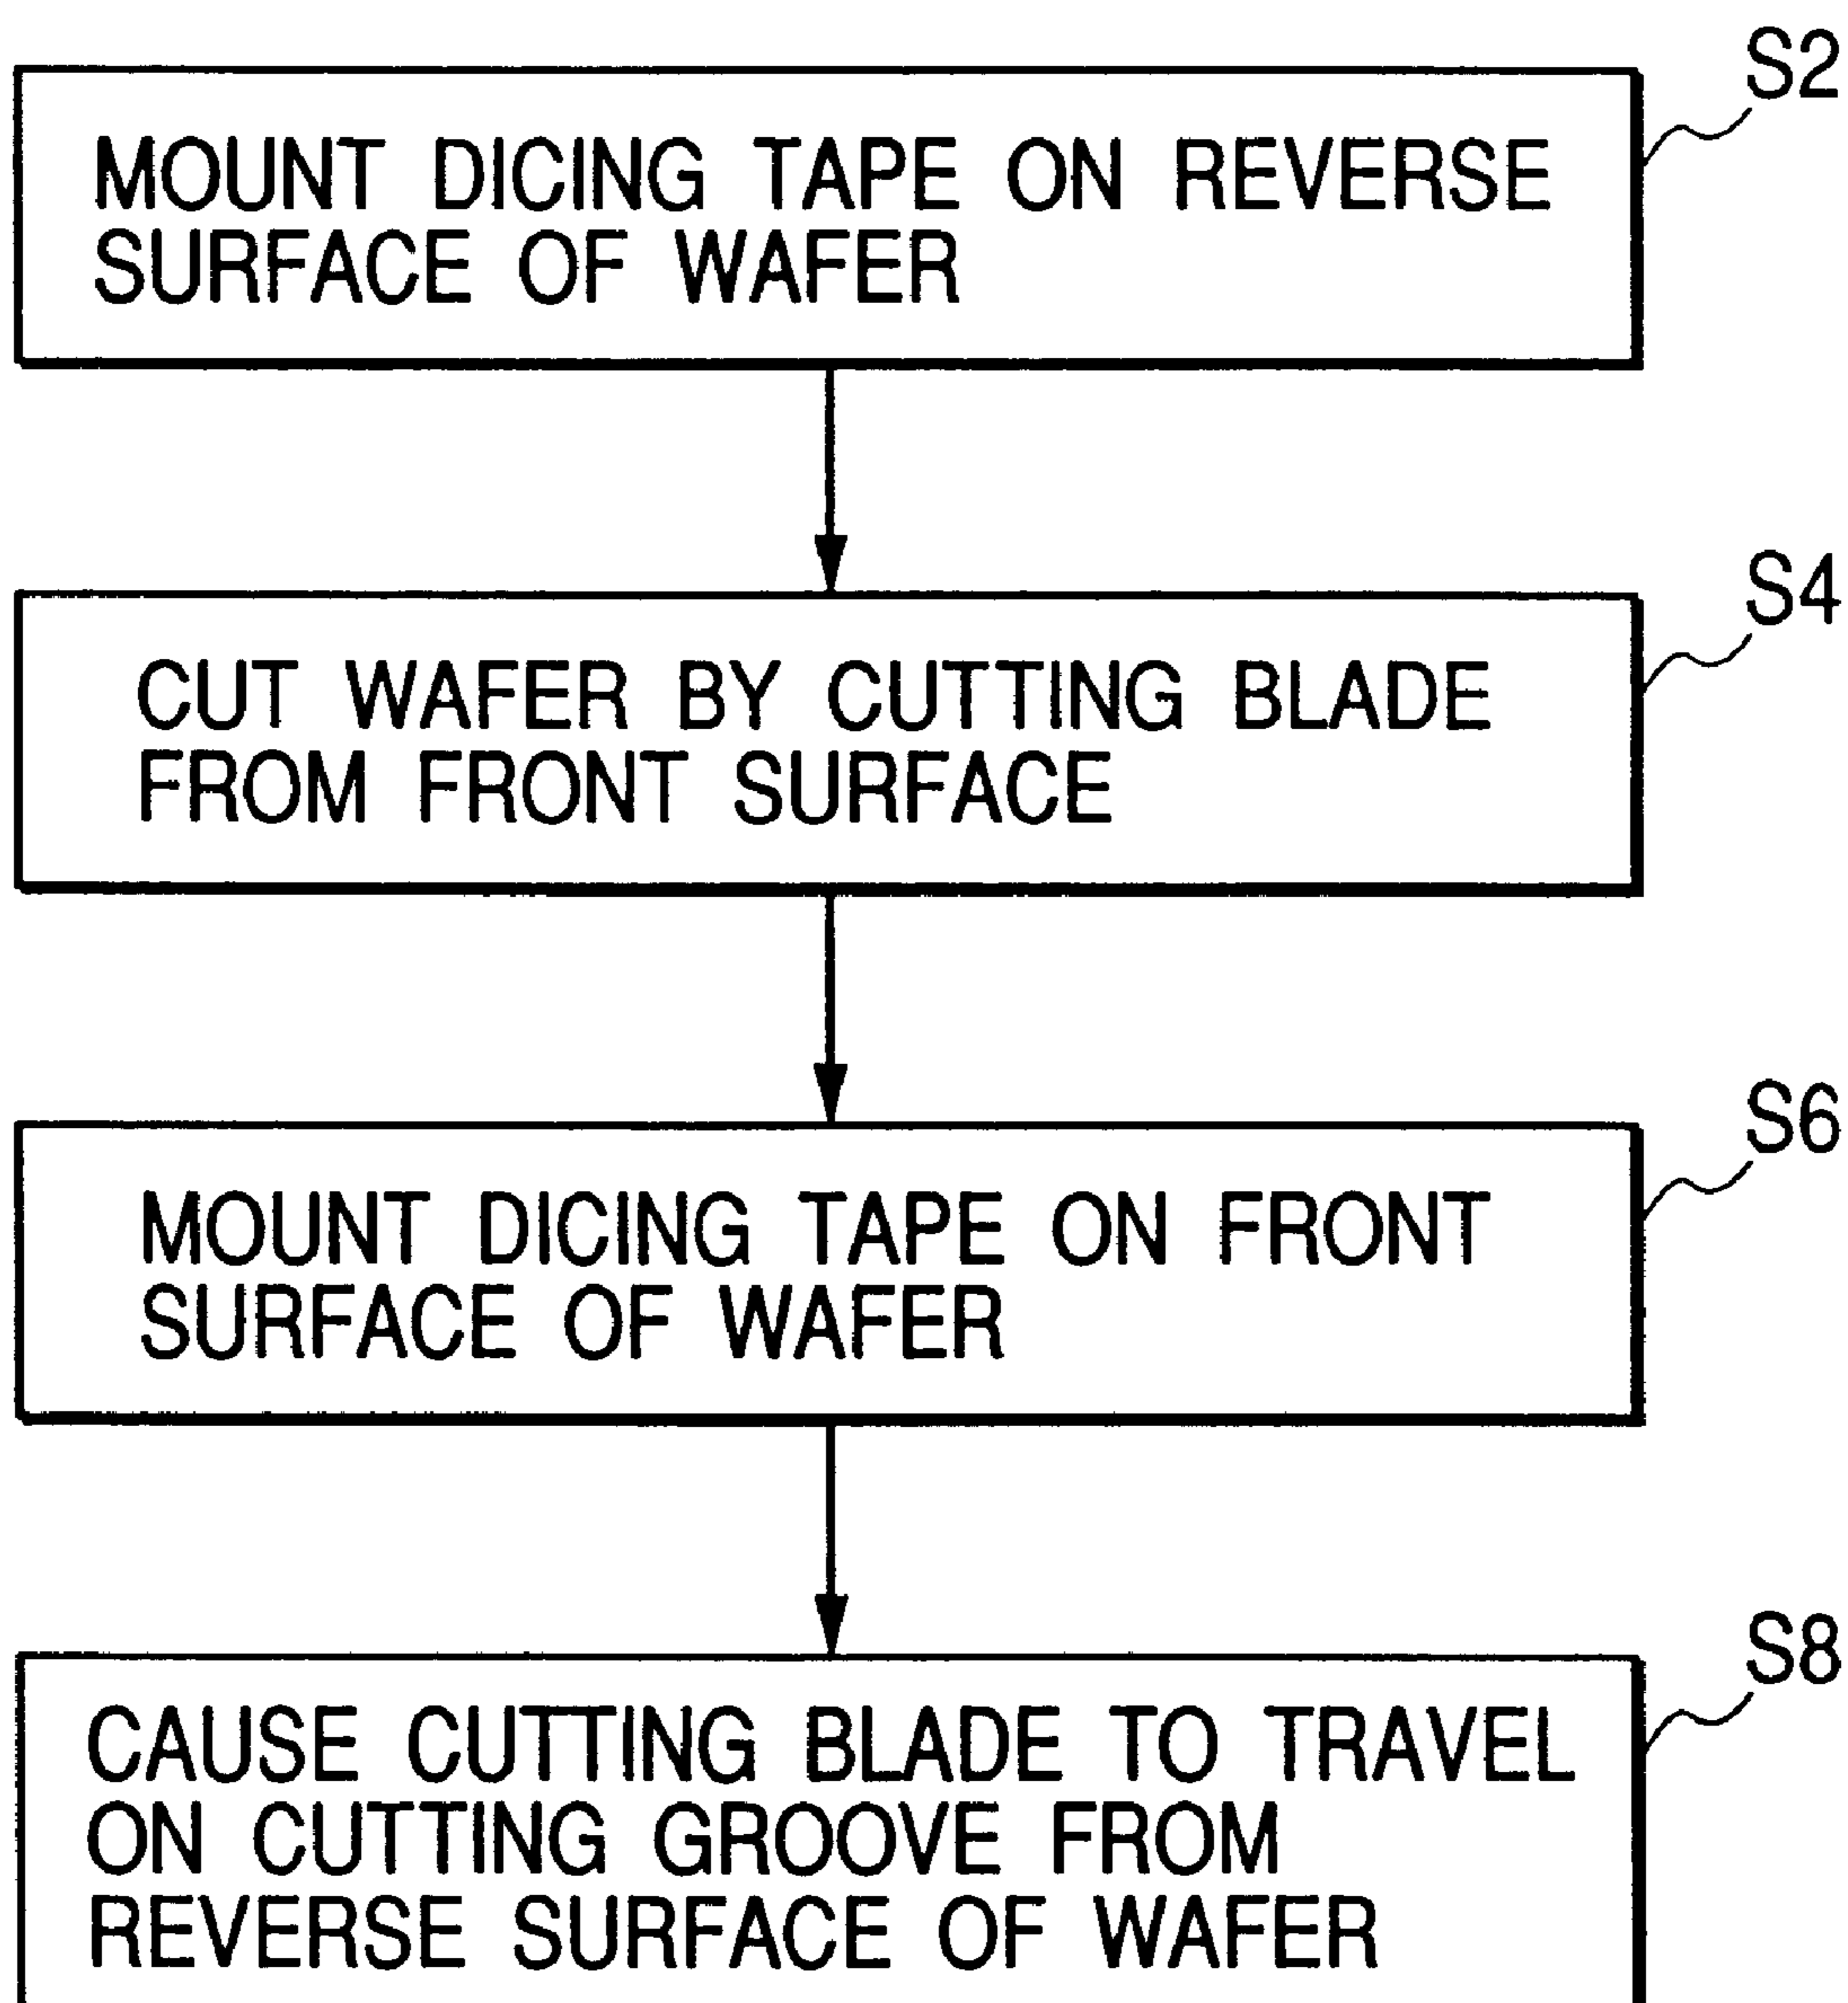 S2
MOUNT DICING TAPE ON REVERSE
SURFACE OF WAFER
S4
CUT WAFER BY CUTTING BLADE
FROM FRONT SURFACE
S6
MOUNT DICING TAPE ON FRONT
SURFACE OF WAFER
S8
CAUSE CUTTING BLADE TO TRAVEL
ON CUTTING GROOVE FROM
REVERSE SURFACE OF WAFER